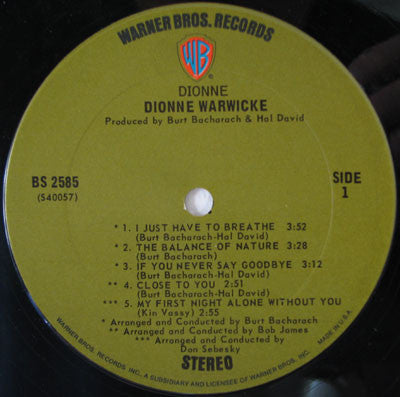 WARNER BROS. RECORDS
WB
®
DIONNE
DIONNE WARWICKE
Produced by Burt Bacharach & Hal David
BS 2585
(S40057)
SIDE
1
* 1. I JUST HAVE TO BREATHE 3:52
(Burt Bacharach-Hal David)
* 2. THE BALANCE OF NATURE 3:28
(Burt Bacharach)
* 3. IF YOU NEVER SAY GOODBYE 3:12
(Burt Bacharach-Hal David)
** 4. CLOSE TO YOU 2:51
(Burt Bacharach-Hal David)
*** 5. MY FIRST NIGHT ALONE WITHOUT YOU
(Kin Vassy) 2:55
* Arranged and Conducted by Burt Bacharach
** Arranged and Conducted by Bob James
*** Arranged and Conducted by
Don Sebesky
STEREO
WARNER BROS. RECORDS INC. A SUBSIDIARY AND LICENSEE OF WARNER BROS. INC.
MADE IN U.S.A.